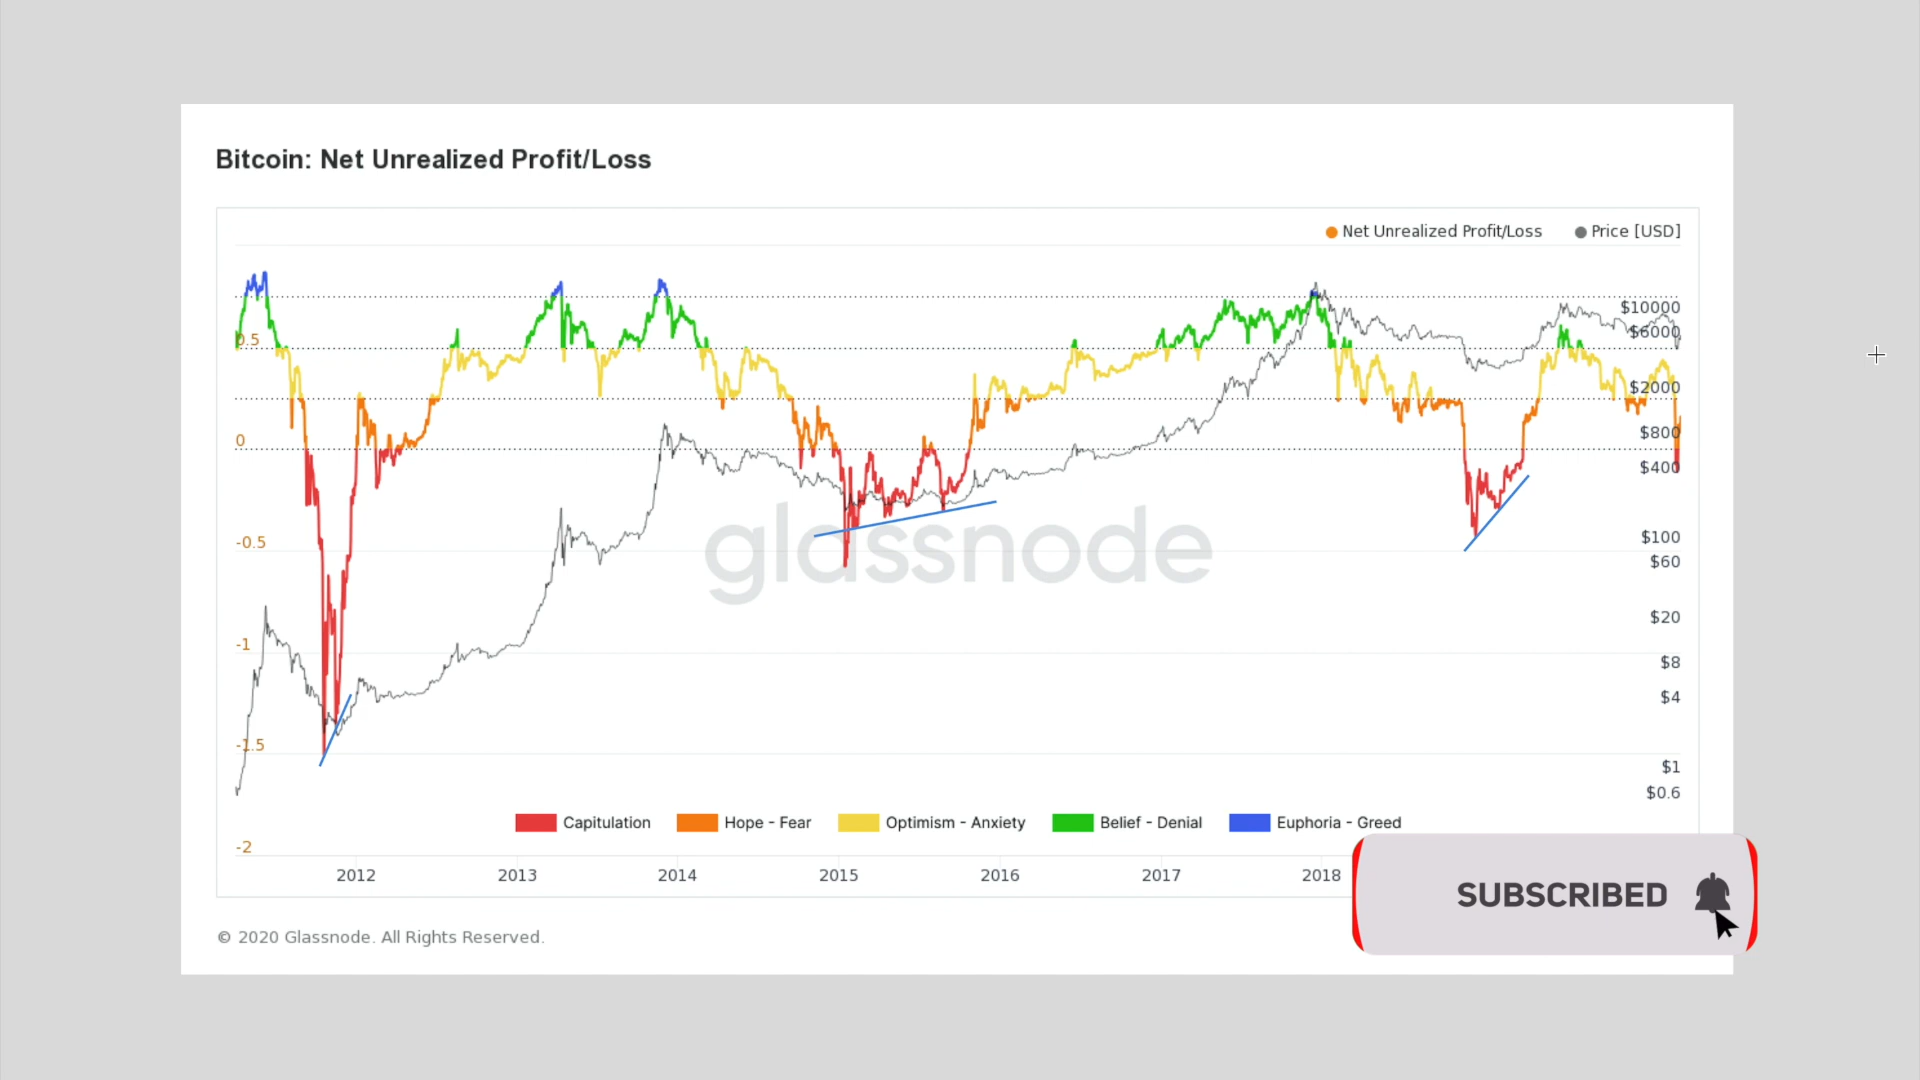 Bitcoin: Net Unrealized Profit/Loss
Net Unrealized Profit/Loss Price [USD]
$10000
$6000
0.5
$2000
$800
0
$400
glassnode
-0.5
$100
$60
$20
-1
$8
$4
-1.5
$1
$0.6
Capitulation Hope - Fear Optimism - Anxiety Belief - Denial Euphoria - Greed
-2
2012 2013 2014 2015 2016 2017 2018
SUBSCRIBED
© 2020 Glassnode. All Rights Reserved.